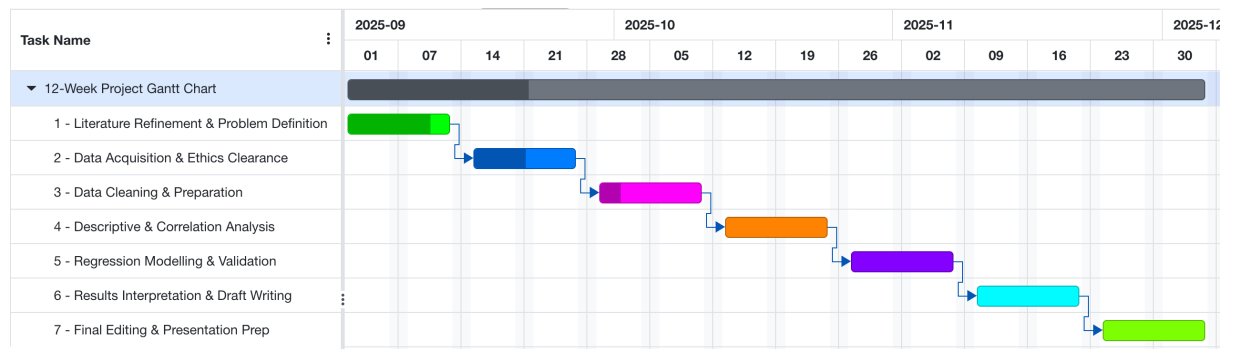 Task Name
2025-09 2025-10 2025-11 2025-12
01 07 14 21 28 05 12 19 26 02 09 16 23 30
12-Week Project Gantt Chart
1 - Literature Refinement & Problem Definition
2 - Data Acquisition & Ethics Clearance
3 - Data Cleaning & Preparation
4 - Descriptive & Correlation Analysis
5 - Regression Modelling & Validation
6 - Results Interpretation & Draft Writing
7 - Final Editing & Presentation Prep